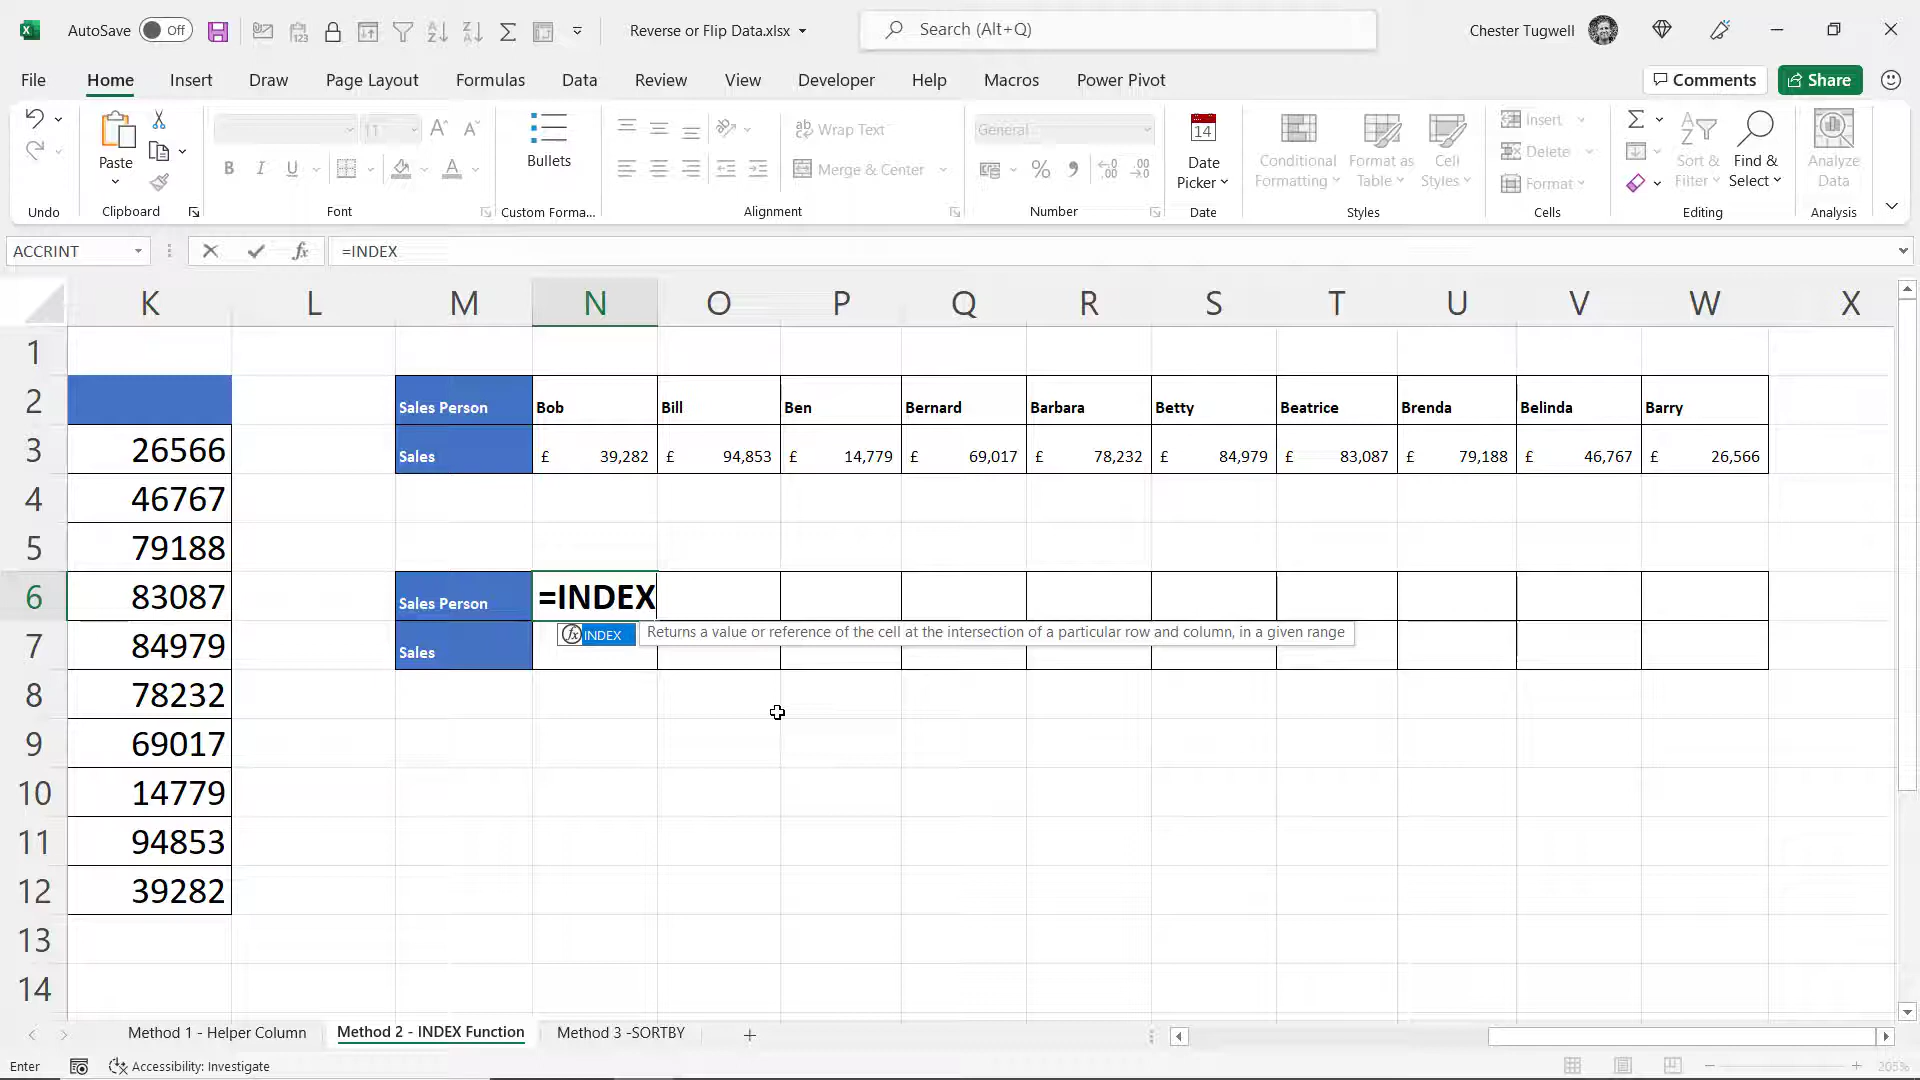 AutoSave Off Reverse or Flip Data.xlsx Search (Alt+Q) Chester Tugwell
File Home Insert Draw Page Layout Formulas Data Review View Developer Help Macros Power Pivot Comments Share
Paste
11
B I U
Bullets
Wrap Text
Merge & Center
General
14
Date
Picker
Conditional
Formatting
Format as
Table
Cell
Styles
Insert
Delete
Format
Sort &
Filter
Find &
Select
Analyze
Data
Undo Clipboard Font Custom Forma... Alignment Number Date Styles Cells Editing Analysis
ACCRINT =INDEX
K L M N O P Q R S T U V W X
1
2 Sales Person Bob Bill Ben Bernard Barbara Betty Beatrice Brenda Belinda Barry
3 26566 Sales £ 39,282 £ 94,853 £ 14,779 £ 69,017 £ 78,232 £ 84,979 £ 83,087 £ 79,188 £ 46,767 £ 26,566
4 46767
5 79188
6 83087 Sales Person =INDEX
INDEX Returns a value or reference of the cell at the intersection of a particular row and column, in a given range
7 84979 Sales
8 78232
9 69017
10 14779
11 94853
12 39282
13
14
Method 1 - Helper Column Method 2 - INDEX Function Method 3 -SORTBY
Enter Accessibility: Investigate 205%